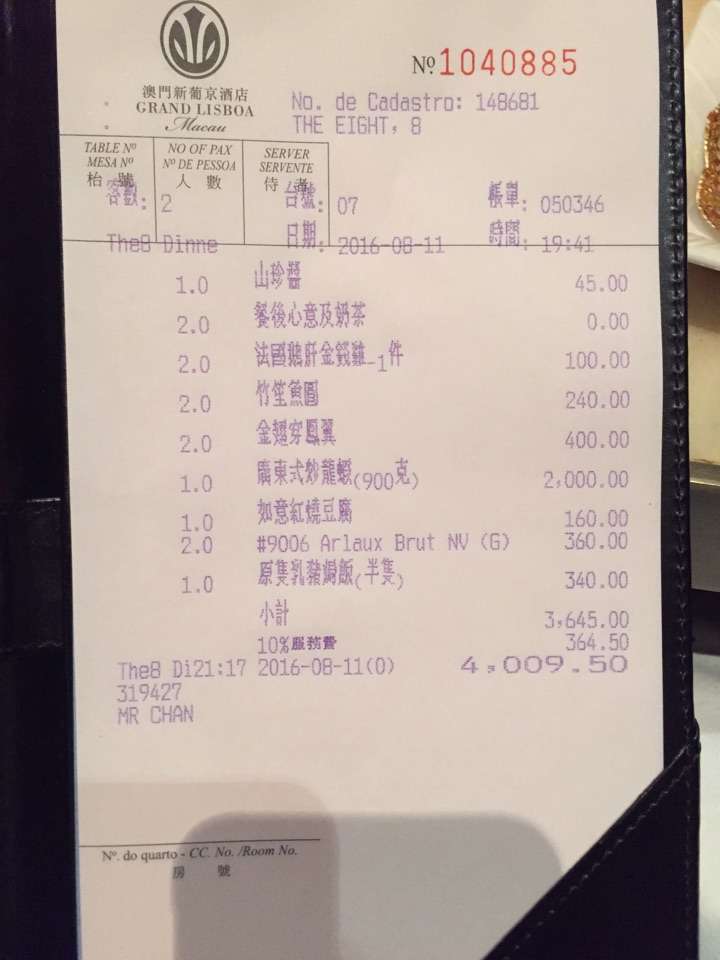 Nº 1040885
澳門新葡京酒店
GRAND LISBOA
Macau
No. de Cadastro: 148681
THE EIGHT, 8
TABLE Nº NO OF PAX SERVER
MESA Nº Nº DE PESSOA SERVENTE
枱 號 人 數 侍 者
客數: 2 台號: 07 帳單: 050346
The8 Dinne 日期: 2016-08-11 時間: 19:41
1.0 山珍醬 45.00
2.0 餐後心意及奶茶 0.00
2.0 法國鵝肝金錢雞_1件 100.00
2.0 竹笙魚圓 240.00
2.0 金翅穿鳳翼 400.00
1.0 廣東式炒龍蝦(900克) 2,000.00
1.0 如意紅燒豆腐 160.00
2.0 #9006 Arlaux Brut NV (G) 360.00
1.0 原隻乳豬焗飯(半隻) 340.00
小計 3,645.00
10%服務費 364.50
The8 Di21:17 2016-08-11(0) 4,009.50
319427
MR CHAN
Nº. do quarto - CC. No. /Room No.
房 號